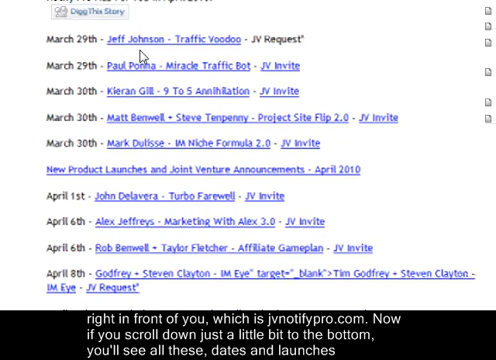 Digg This Story
March 29th - Jeff Johnson - Traffic Voodoo - JV Request*
March 29th - Paul Ponna - Miracle Traffic Bot - JV Invite
March 30th - Kieran Gill - 9 To 5 Annihilation - JV Invite
March 30th - Matt Benwell + Steve Tenpenny - Project Site Flip 2.0 - JV Invite
March 30th - Mark Dulisse - IM Niche Formula 2.0 - JV Invite
New Product Launches and Joint Venture Announcements - April 2010
April 1st - John Delavera - Turbo Farewell - JV Invite
April 6th - Alex Jeffreys - Marketing With Alex 3.0 - JV Invite
April 6th - Rob Benwell + Taylor Fletcher - Affiliate Gameplan - JV Invite
April 8th - Godfrey + Steven Clayton - IM Eye" target="_blank">Tim Godfrey + Steven Clayton -
IM Eye - JV Request*
right in front of you, which is jvnotifypro.com. Now
if you scroll down just a little bit to the bottom,
you'll see all these, dates and launches